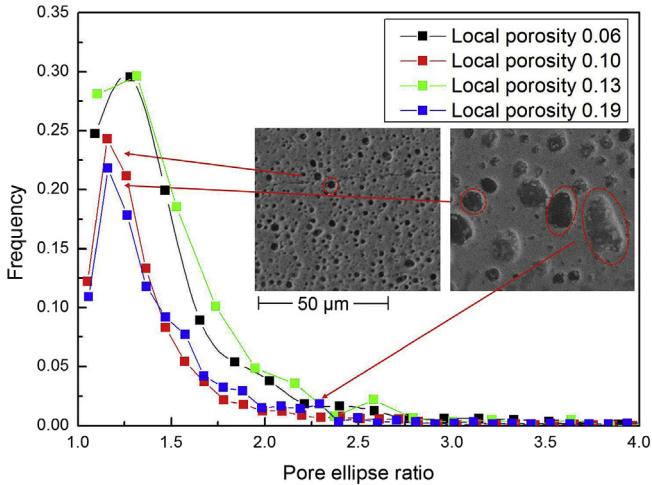 0.35
0.30
0.25
0.20
0.15
0.10
0.05
0.00
Frequency
Local porosity 0.06
Local porosity 0.10
Local porosity 0.13
Local porosity 0.19
50 µm
1.0 1.5 2.0 2.5 3.0 3.5 4.0
Pore ellipse ratio